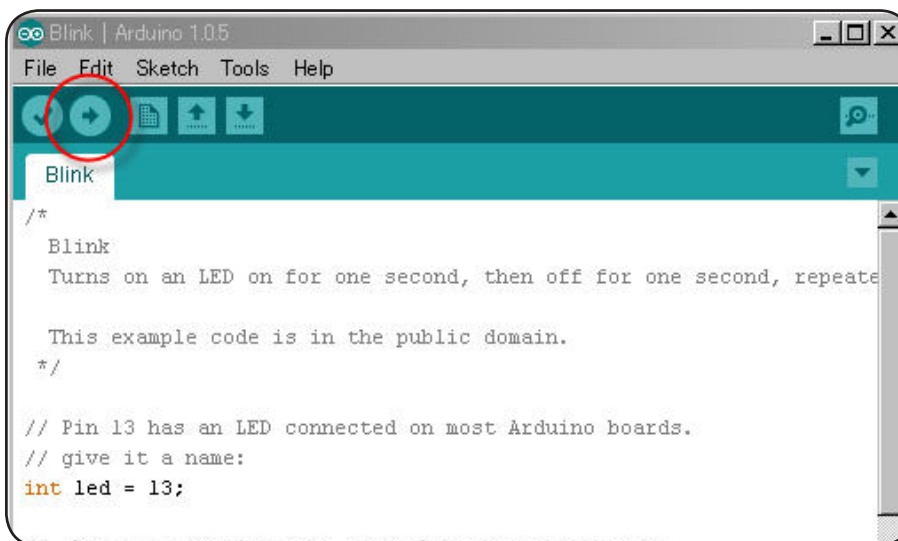 Blink | Arduino 1.0.5
File Edit Sketch Tools Help
Blink
/*
Blink
Turns on an LED on for one second, then off for one second, repeate
This example code is in the public domain.
*/
// Pin 13 has an LED connected on most Arduino boards.
// give it a name:
int led = 13;